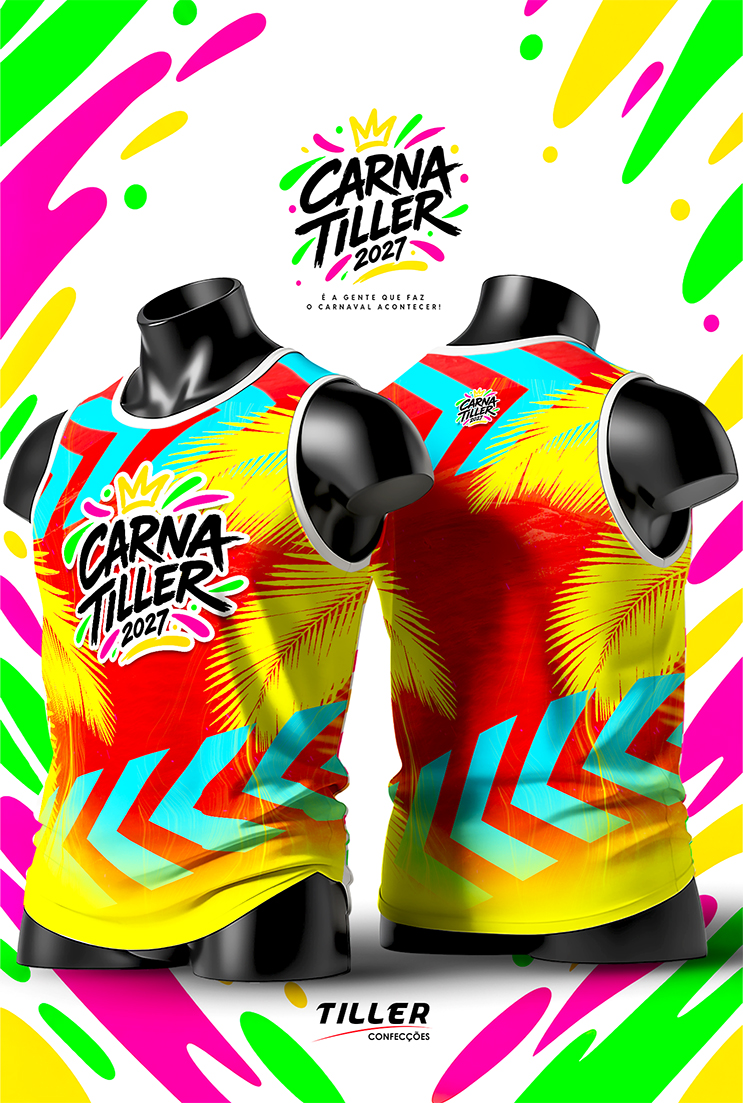 CARNA
TILLER
2027
É A GENTE QUE FAZ
O CARNAVAL ACONTECER!
CARNA
TILLER
2027
CARNA
TILLER
2027
TILLER
CONFECÇÕES